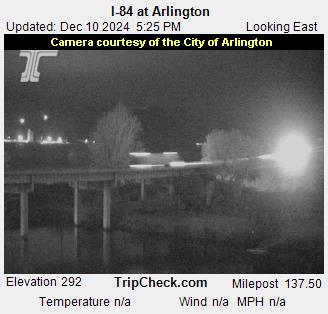 I-84 at Arlington
Updated: Dec 10 2024 5:25 PM Looking East
Camera courtesy of the City of Arlington
Elevation 292 TripCheck.com Milepost 137.50
Temperature n/a Wind n/a MPH n/a